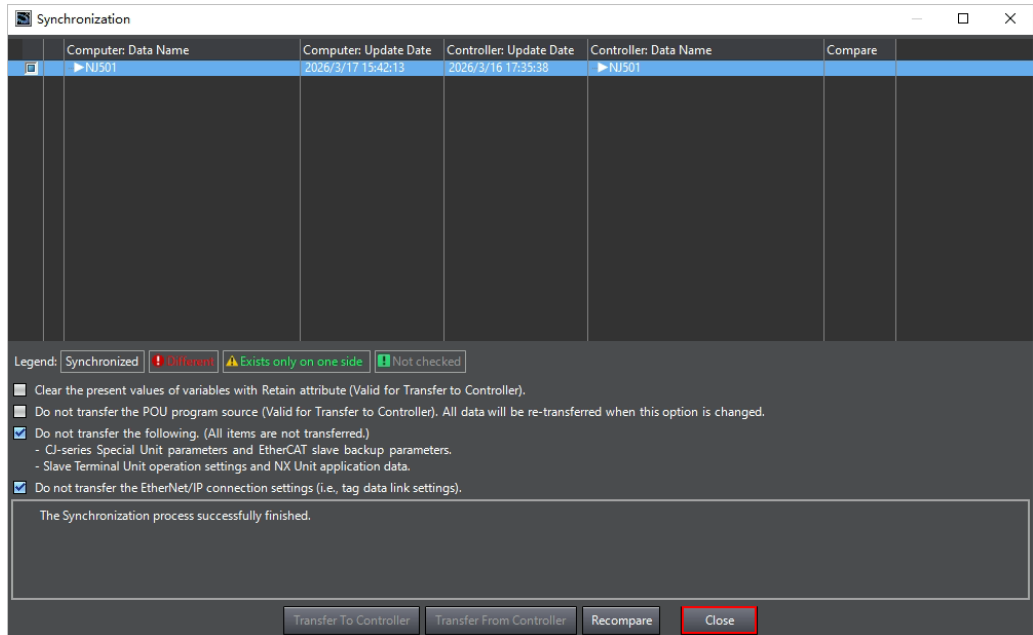 Synchronization
Computer: Data Name Computer: Update Date Controller: Update Date Controller: Data Name Compare
▶NJ501 2026/3/17 15:42:13 2026/3/16 17:35:38 ▶NJ501
Legend: Synchronized Different Exists only on one side Not checked
Clear the present values of variables with Retain attribute (Valid for Transfer to Controller).
Do not transfer the POU program source (Valid for Transfer to Controller). All data will be re-transferred when this option is changed.
Do not transfer the following. (All items are not transferred.)
- CJ-series Special Unit parameters and EtherCAT slave backup parameters.
- Slave Terminal Unit operation settings and NX Unit application data.
Do not transfer the EtherNet/IP connection settings (i.e., tag data link settings).
The Synchronization process successfully finished.
Transfer To Controller Transfer From Controller Recompare Close